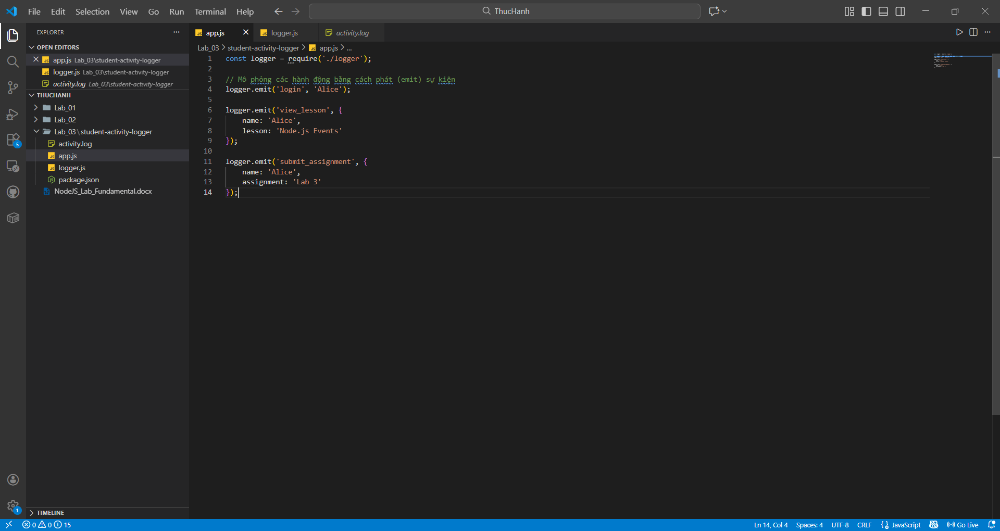 File Edit Selection View Go Run Terminal Help
ThucHanh
EXPLORER
OPEN EDITORS
app.js Lab_03\student-activity-logger
logger.js Lab_03\student-activity-logger
activity.log Lab_03\student-activity-logger
THUCHANH
Lab_01
Lab_02
Lab_03\student-activity-logger
activity.log
app.js
logger.js
package.json
NodeJS_Lab_Fundamental.docx
TIMELINE
5
1
app.js logger.js activity.log
Lab_03 > student-activity-logger > app.js > ...
1 const logger = require('./logger');
2
3 // Mô phỏng các hành động bằng cách phát (emit) sự kiện
4 logger.emit('login', 'Alice');
5
6 logger.emit('view_lesson', {
7 name: 'Alice',
8 lesson: 'Node.js Events'
9 });
10
11 logger.emit('submit_assignment', {
12 name: 'Alice',
13 assignment: 'Lab 3'
14 });
0 0 15 Ln 14, Col 4 Spaces: 4 UTF-8 CRLF { } JavaScript Go Live